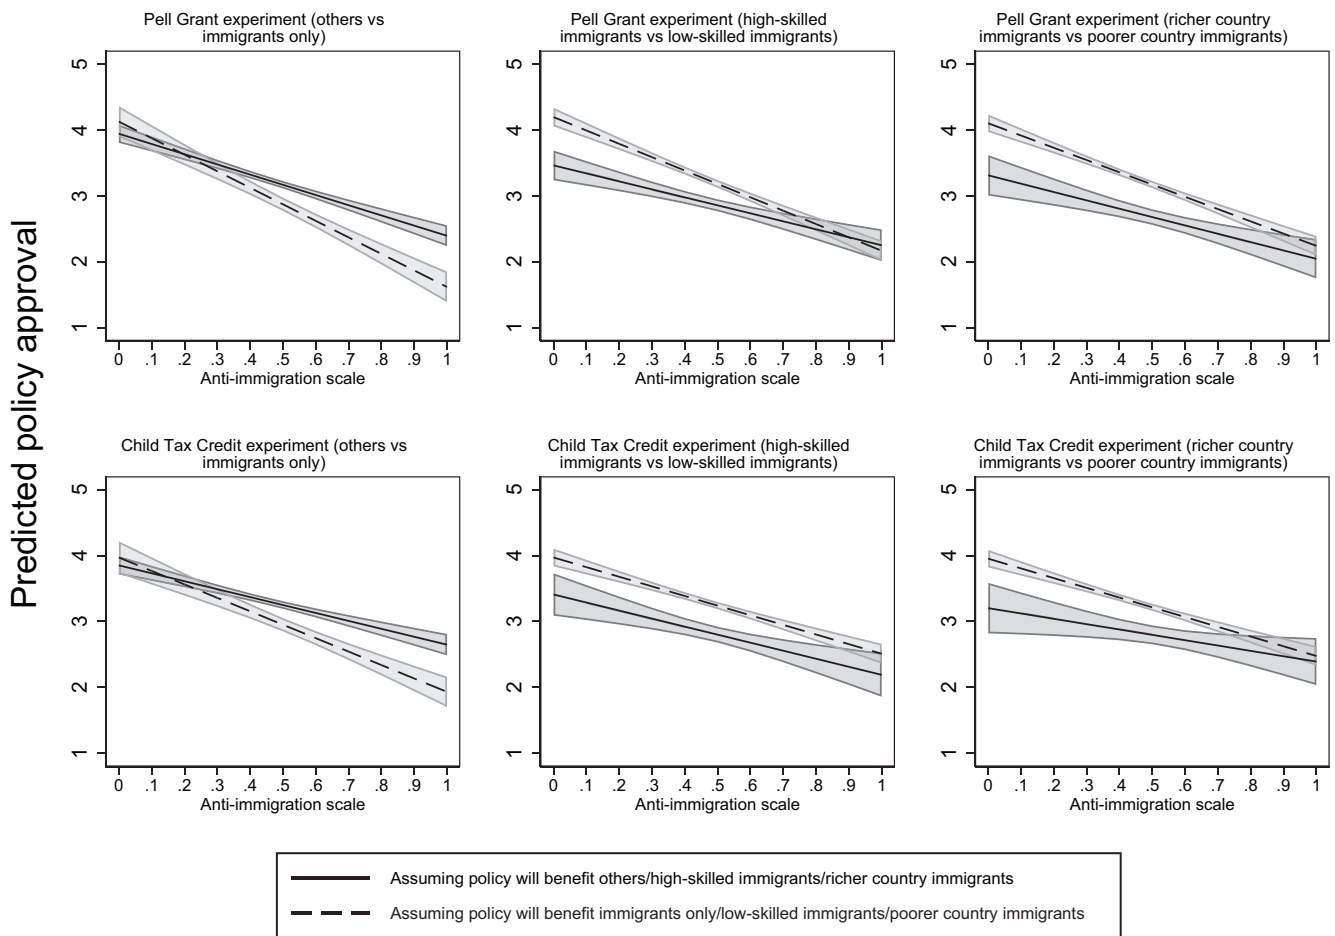 Predicted policy approval
Pell Grant experiment (others vs
immigrants only)
5
4
3
2
1
0 .1 .2 .3 .4 .5 .6 .7 .8 .9 1
Anti-immigration scale
Pell Grant experiment (high-skilled
immigrants vs low-skilled immigrants)
5
4
3
2
1
0 .1 .2 .3 .4 .5 .6 .7 .8 .9 1
Anti-immigration scale
Pell Grant experiment (richer country
immigrants vs poorer country immigrants)
5
4
3
2
1
0 .1 .2 .3 .4 .5 .6 .7 .8 .9 1
Anti-immigration scale
Child Tax Credit experiment (others vs
immigrants only)
5
4
3
2
1
0 .1 .2 .3 .4 .5 .6 .7 .8 .9 1
Anti-immigration scale
Child Tax Credit experiment (high-skilled
immigrants vs low-skilled immigrants)
5
4
3
2
1
0 .1 .2 .3 .4 .5 .6 .7 .8 .9 1
Anti-immigration scale
Child Tax Credit experiment (richer country
immigrants vs poorer country immigrants)
5
4
3
2
1
0 .1 .2 .3 .4 .5 .6 .7 .8 .9 1
Anti-immigration scale
Assuming policy will benefit others/high-skilled immigrants/richer country immigrants
Assuming policy will benefit immigrants only/low-skilled immigrants/poorer country immigrants